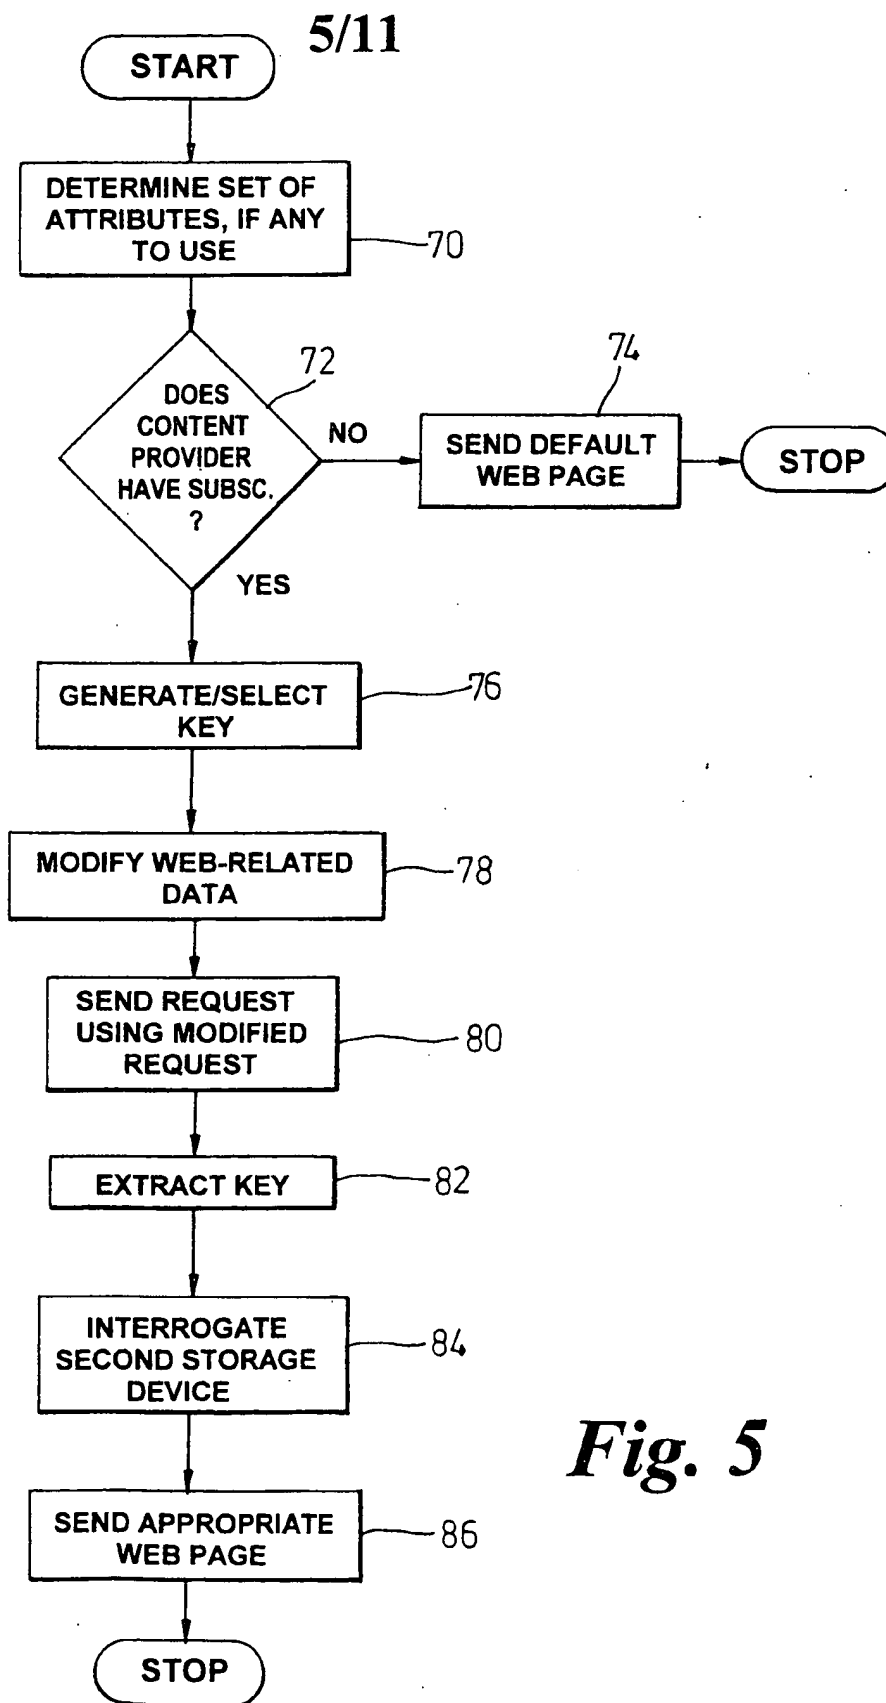 5/11
START
DETERMINE SET OF
ATTRIBUTES, IF ANY
TO USE
70
DOES
CONTENT
PROVIDER
HAVE SUBSC.
?
72
NO
74
SEND DEFAULT
WEB PAGE
STOP
YES
GENERATE/SELECT
KEY
76
MODIFY WEB-RELATED
DATA
78
SEND REQUEST
USING MODIFIED
REQUEST
80
EXTRACT KEY
82
INTERROGATE
SECOND STORAGE
DEVICE
84
SEND APPROPRIATE
WEB PAGE
86
STOP
Fig. 5